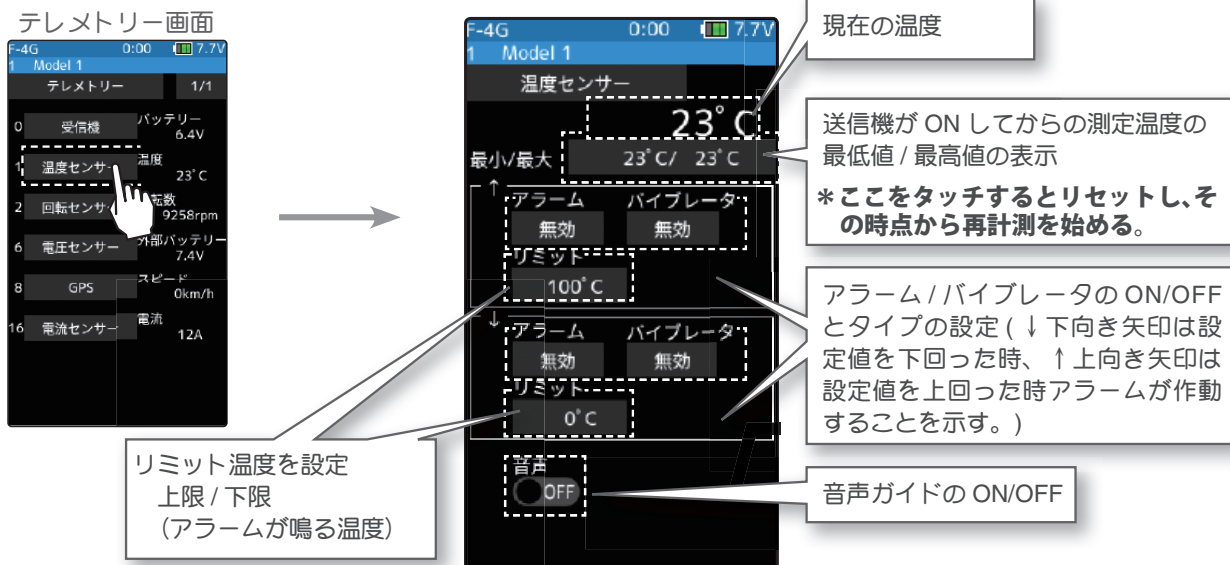 テレメトリー画面
F-4G 0:00 7.7V
1 Model 1
テレメトリー 1/1
0 受信機 バッテリー
6.4V
1 温度センサー 温度
23°C
2 回転センサ
9258rpm
6 電圧センサー 外部バッテリー
7.4V
8 GPS スピード
0km/h
16 電流センサー 電流
12A
F-4G 0:00 7.7V
1 Model 1
温度センサー
23°C
最小/最大 23°C/ 23°C
↑
アラーム バイブレータ
無効 無効
リミット
100°C
↓
アラーム バイブレータ
無効 無効
リミット
0°C
音声
OFF
現在の温度
送信機が ON してからの測定温度の
最低値 / 最高値の表示
＊ここをタッチするとリセットし、そ
の時点から再計測を始める。
アラーム / バイブレータの ON/OFF
とタイプの設定 ( ↓下向き矢印は設
定値を下回った時、↑上向き矢印は
設定値を上回った時アラームが作動
することを示す。)
音声ガイドの ON/OFF
リミット温度を設定
上限 / 下限
（アラームが鳴る温度）